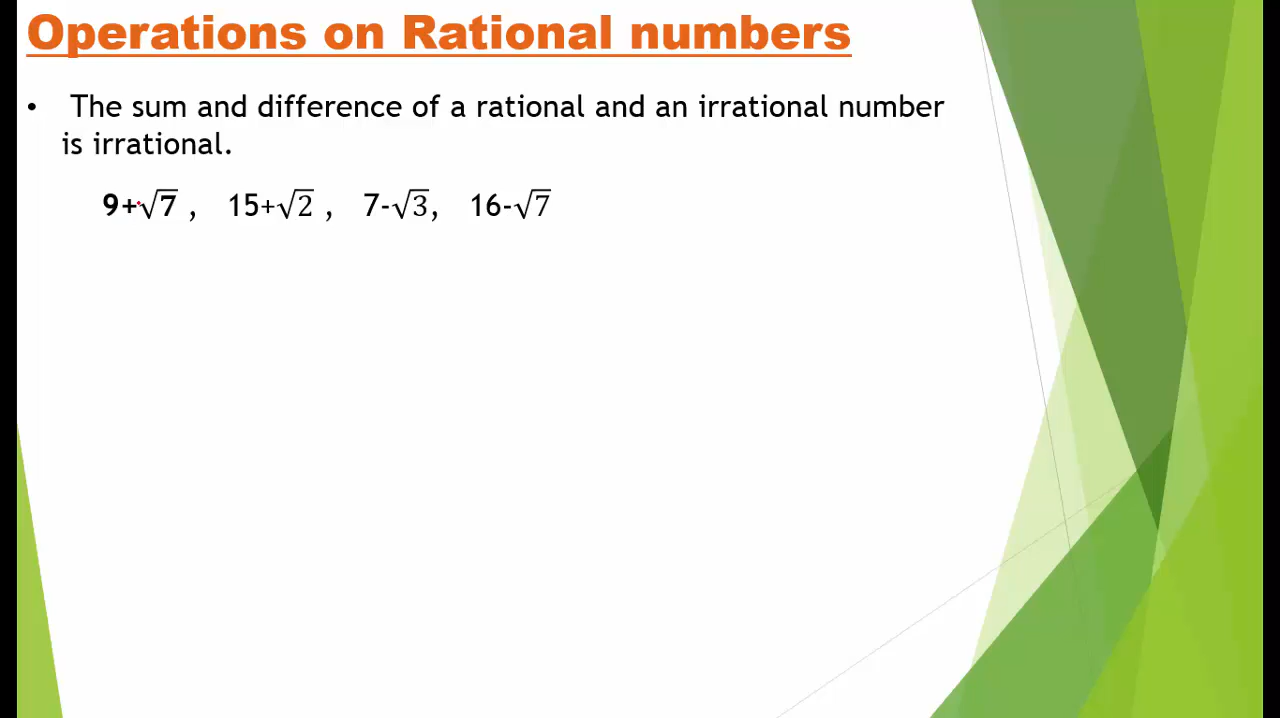 Operations on Rational numbers
• The sum and difference of a rational and an irrational number
is irrational.
9+√7 , 15+√2 , 7-√3, 16-√7